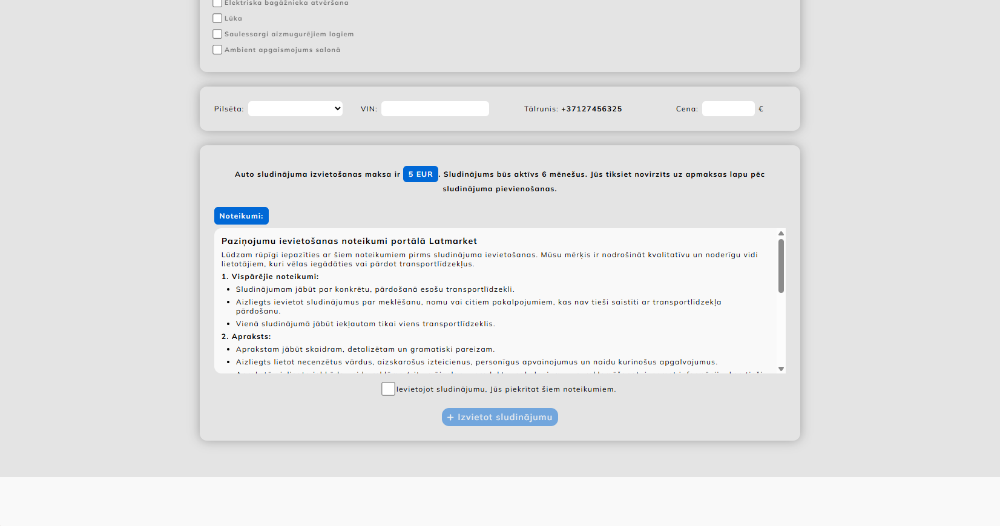 Elektriska bagāžnieka atvēršana
Lūka
Saulessargi aizmugurējiem logiem
Ambient apgaismojums salonā
Pilsēta: VIN: Tālrunis: +37127456325 Cena: €
Auto sludinājuma izvietošanas maksa ir 5 EUR. Sludinājums būs aktīvs 6 mēnešus. Jūs tiksiet novirzīts uz apmaksas lapu pēc
sludinājuma pievienošanas.
Noteikumi:
Paziņojumu ievietošanas noteikumi portālā Latmarket
Lūdzam rūpīgi iepazīties ar šiem noteikumiem pirms sludinājuma ievietošanas. Mūsu mērķis ir nodrošināt kvalitatīvu un noderīgu vidi
lietotājiem, kuri vēlas iegādāties vai pārdot transportlīdzekļus.
1. Vispārējie noteikumi:
• Sludinājumam jābūt par konkrētu, pārdošanā esošu transportlīdzekli.
• Aizliegts ievietot sludinājumus par meklēšanu, nomu vai citiem pakalpojumiem, kas nav tieši saistīti ar transportlīdzekļa
pārdošanu.
• Vienā sludinājumā jābūt iekļautam tikai viens transportlīdzeklis.
2. Apraksts:
• Aprakstam jābūt skaidram, detalizētam un gramatiski pareizam.
• Aizliegts lietot necenzētus vārdus, aizskarošus izteicienus, personīgus apvainojumus un naidu kurinošus apgalvojumus.
Ievietojot sludinājumu, Jūs piekrītat šiem noteikumiem.
+ Izvietot sludinājumu